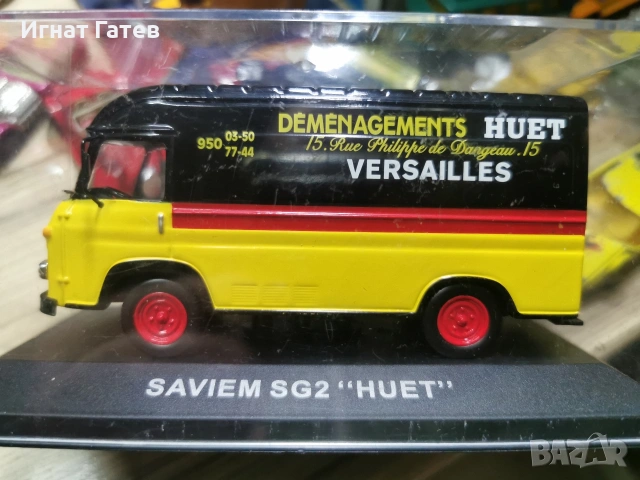 Игнат Гатев
DÉMÉNAGEMENTS HUET
950 03-50
77-44
15. Rue Philippe de Dangeau . 15
VERSAILLES
SAVIEM SG2 "HUET"
BAZAR